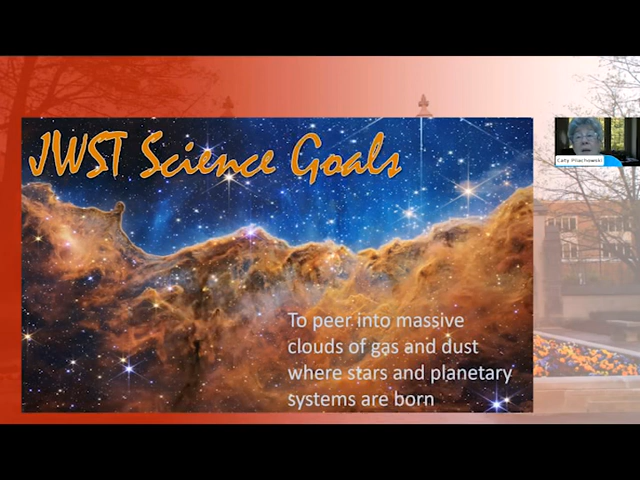 JWST Science Goals
Caty Pilachowski
To peer into massive
clouds of gas and dust
where stars and planetary
systems are born